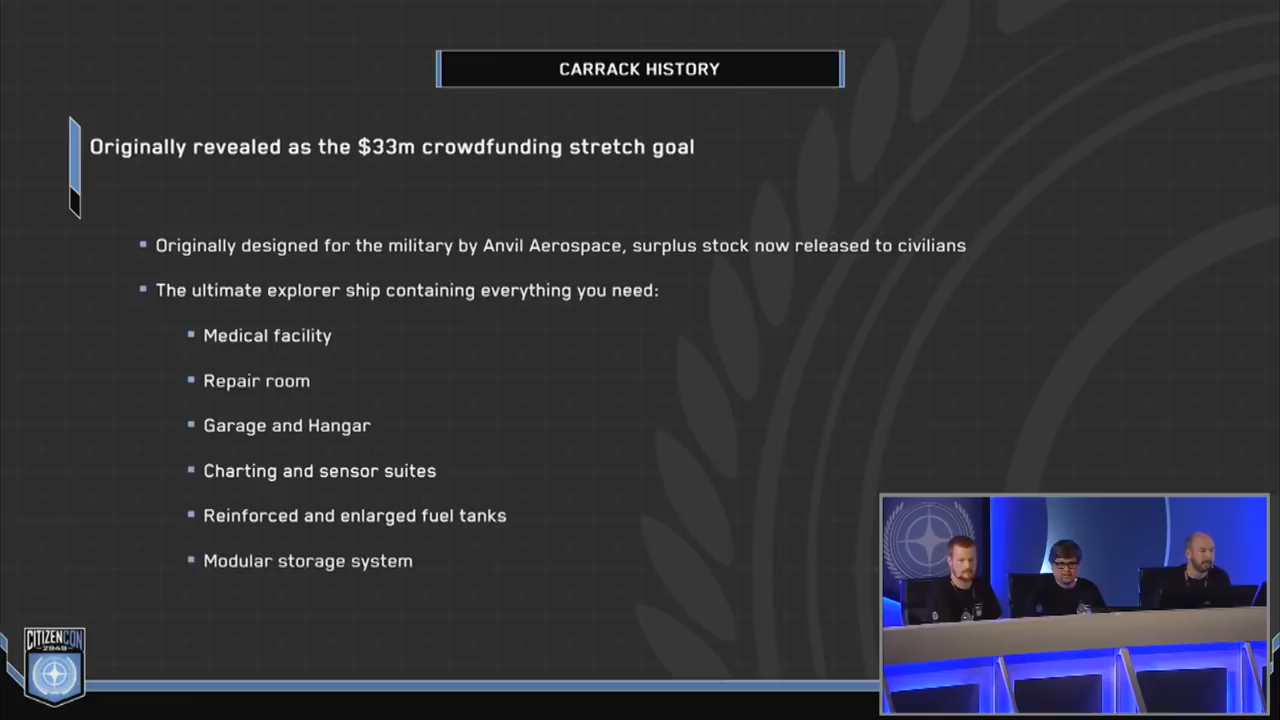 CARRACK HISTORY
Originally revealed as the $33m crowdfunding stretch goal
Originally designed for the military by Anvil Aerospace, surplus stock now released to civilians
The ultimate explorer ship containing everything you need:
Medical facility
Repair room
Garage and Hangar
Charting and sensor suites
Reinforced and enlarged fuel tanks
Modular storage system
CITIZENCON
2949